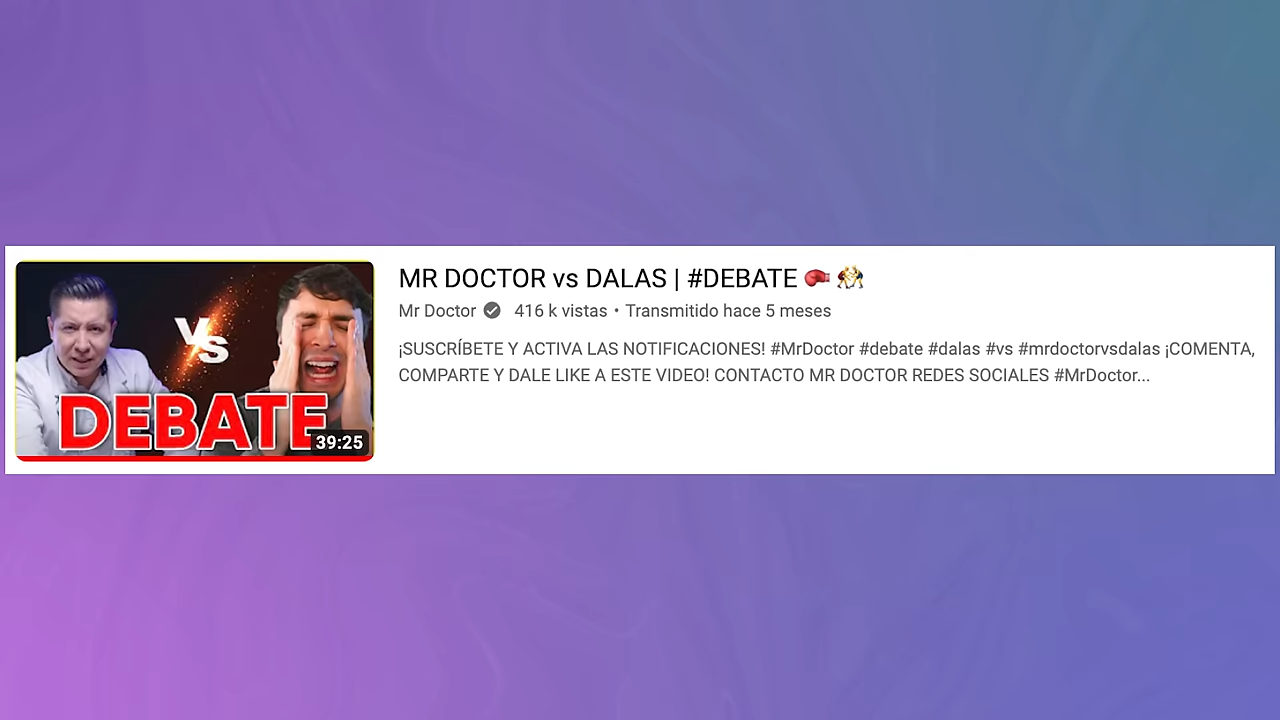 VS
DEBATE
39:25
MR DOCTOR vs DALAS | #DEBATE 🥊 🤼
Mr Doctor 416 k vistas • Transmitido hace 5 meses
¡SUSCRÍBETE Y ACTIVA LAS NOTIFICACIONES! #MrDoctor #debate #dalas #vs #mrdoctorvsdalas ¡COMENTA,
COMPARTE Y DALE LIKE A ESTE VIDEO! CONTACTO MR DOCTOR REDES SOCIALES #MrDoctor...